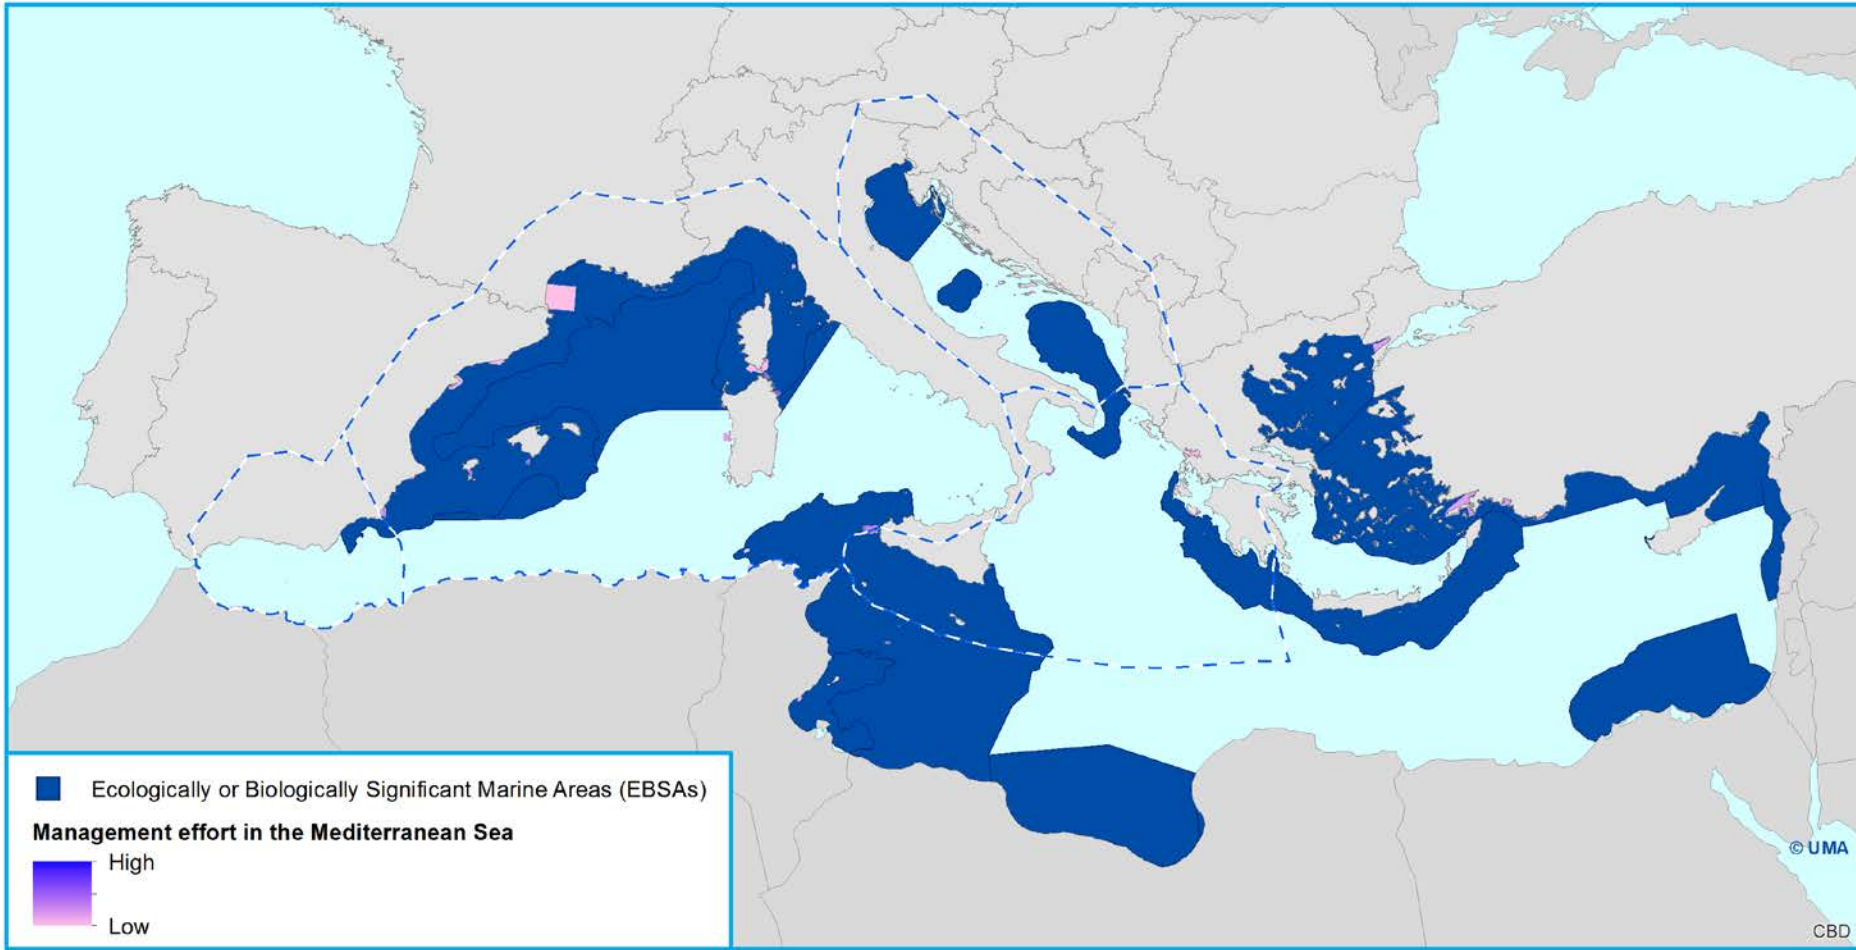 Ecologically or Biologically Significant Marine Areas (EBSAs)
Management effort in the Mediterranean Sea
High
Low
© UMA
CBD